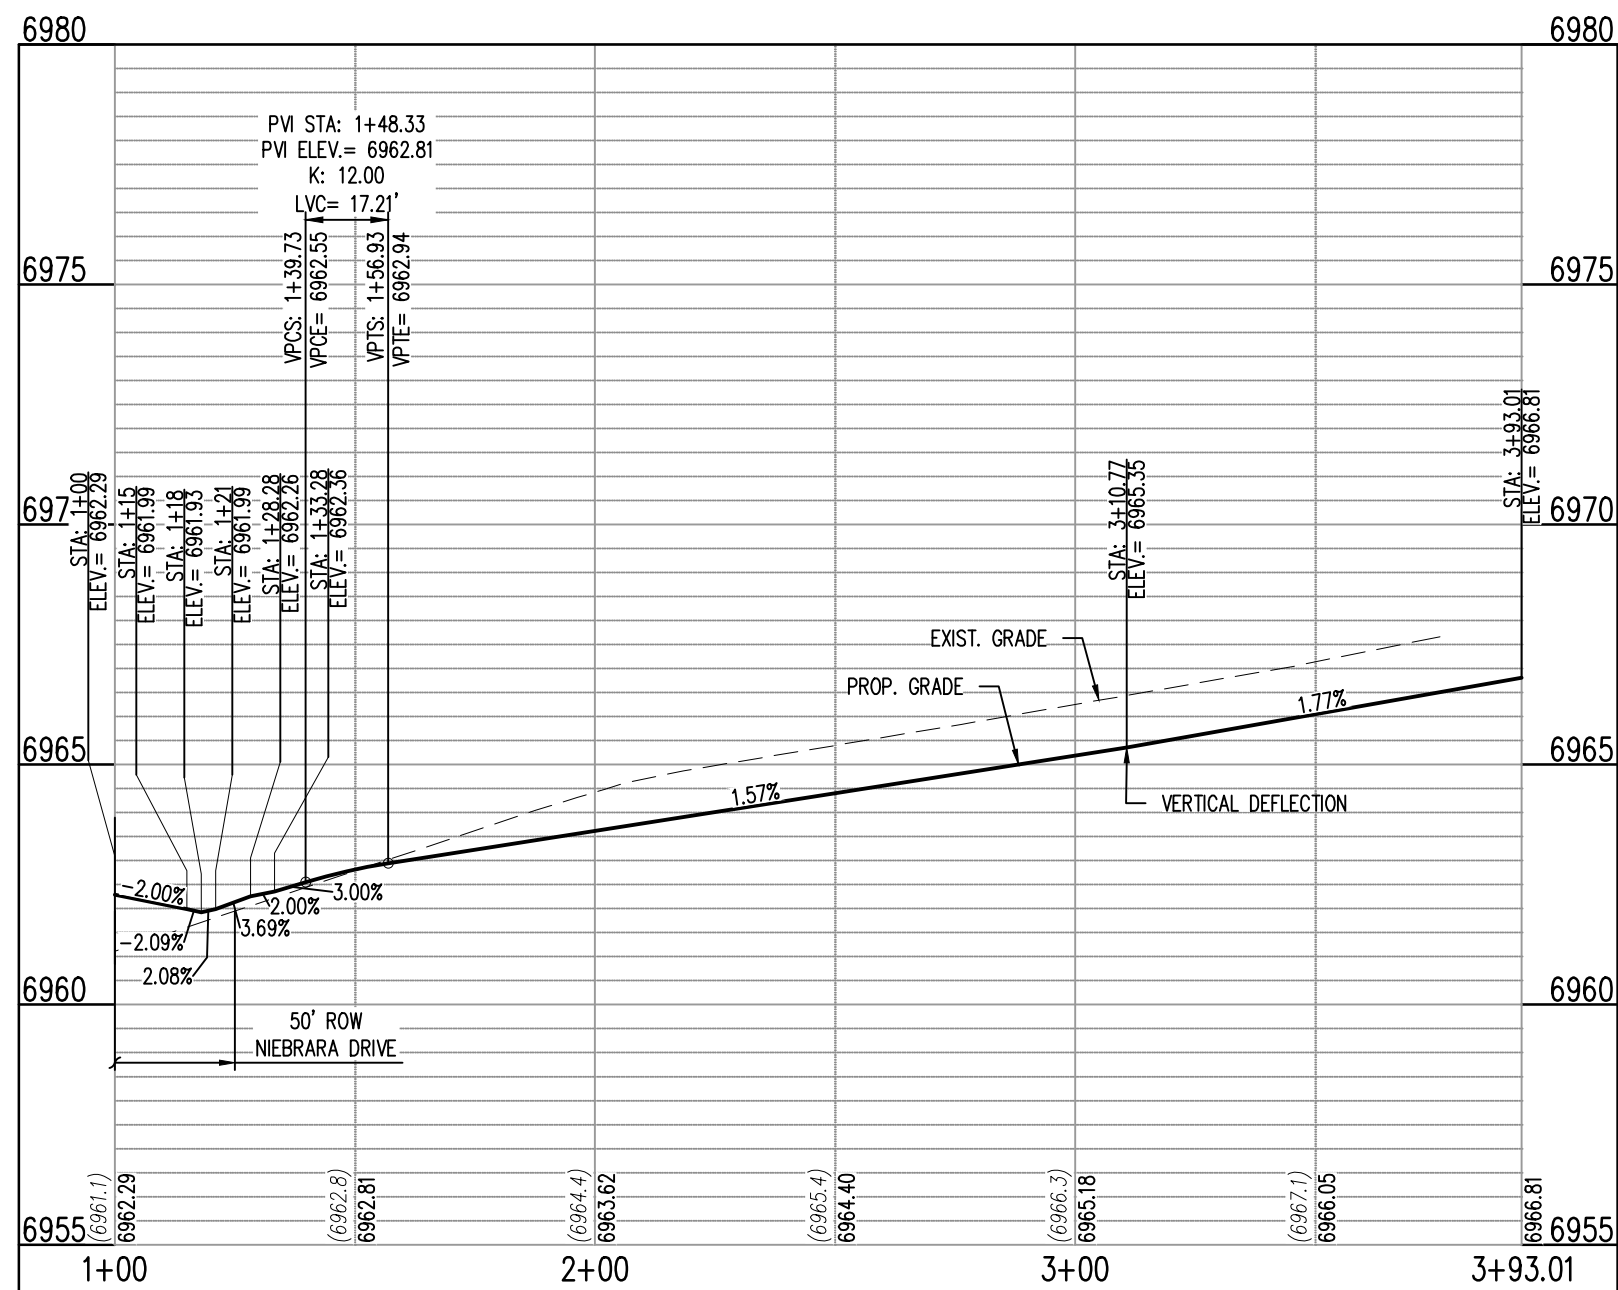 6980
6980
PVI STA: 1+48.33
PVI ELEV.= 6962.81
K: 12.00
LVC= 17.21'
VPCS: 1+39.73
VPCE= 6962.55
VPTS: 1+56.93
VPTE= 6962.94
6975
6975
STA: 1+00
ELEV.= 6962.29
STA: 1+15
ELEV.= 6961.99
STA: 1+18
ELEV.= 6961.93
STA: 1+21
ELEV.= 6961.99
STA: 1+28.28
ELEV.= 6962.26
STA: 1+33.28
ELEV.= 6962.36
STA: 3+10.77
ELEV.= 6965.35
STA: 3+93.01
ELEV.= 6966.81
6970
6970
EXIST. GRADE
PROP. GRADE
1.77%
6965
6965
1.57%
VERTICAL DEFLECTION
-2.00%
3.00%
2.00%
3.69%
-2.09%
2.08%
6960
6960
50' ROW
NIEBRARA DRIVE
(6961.1)
6962.29
(6962.8)
6962.81
(6964.4)
6963.62
(6965.4)
6964.40
(6966.3)
6965.18
(6967.1)
6966.05
6966.81
6955
6955
1+00
2+00
3+00
3+93.01